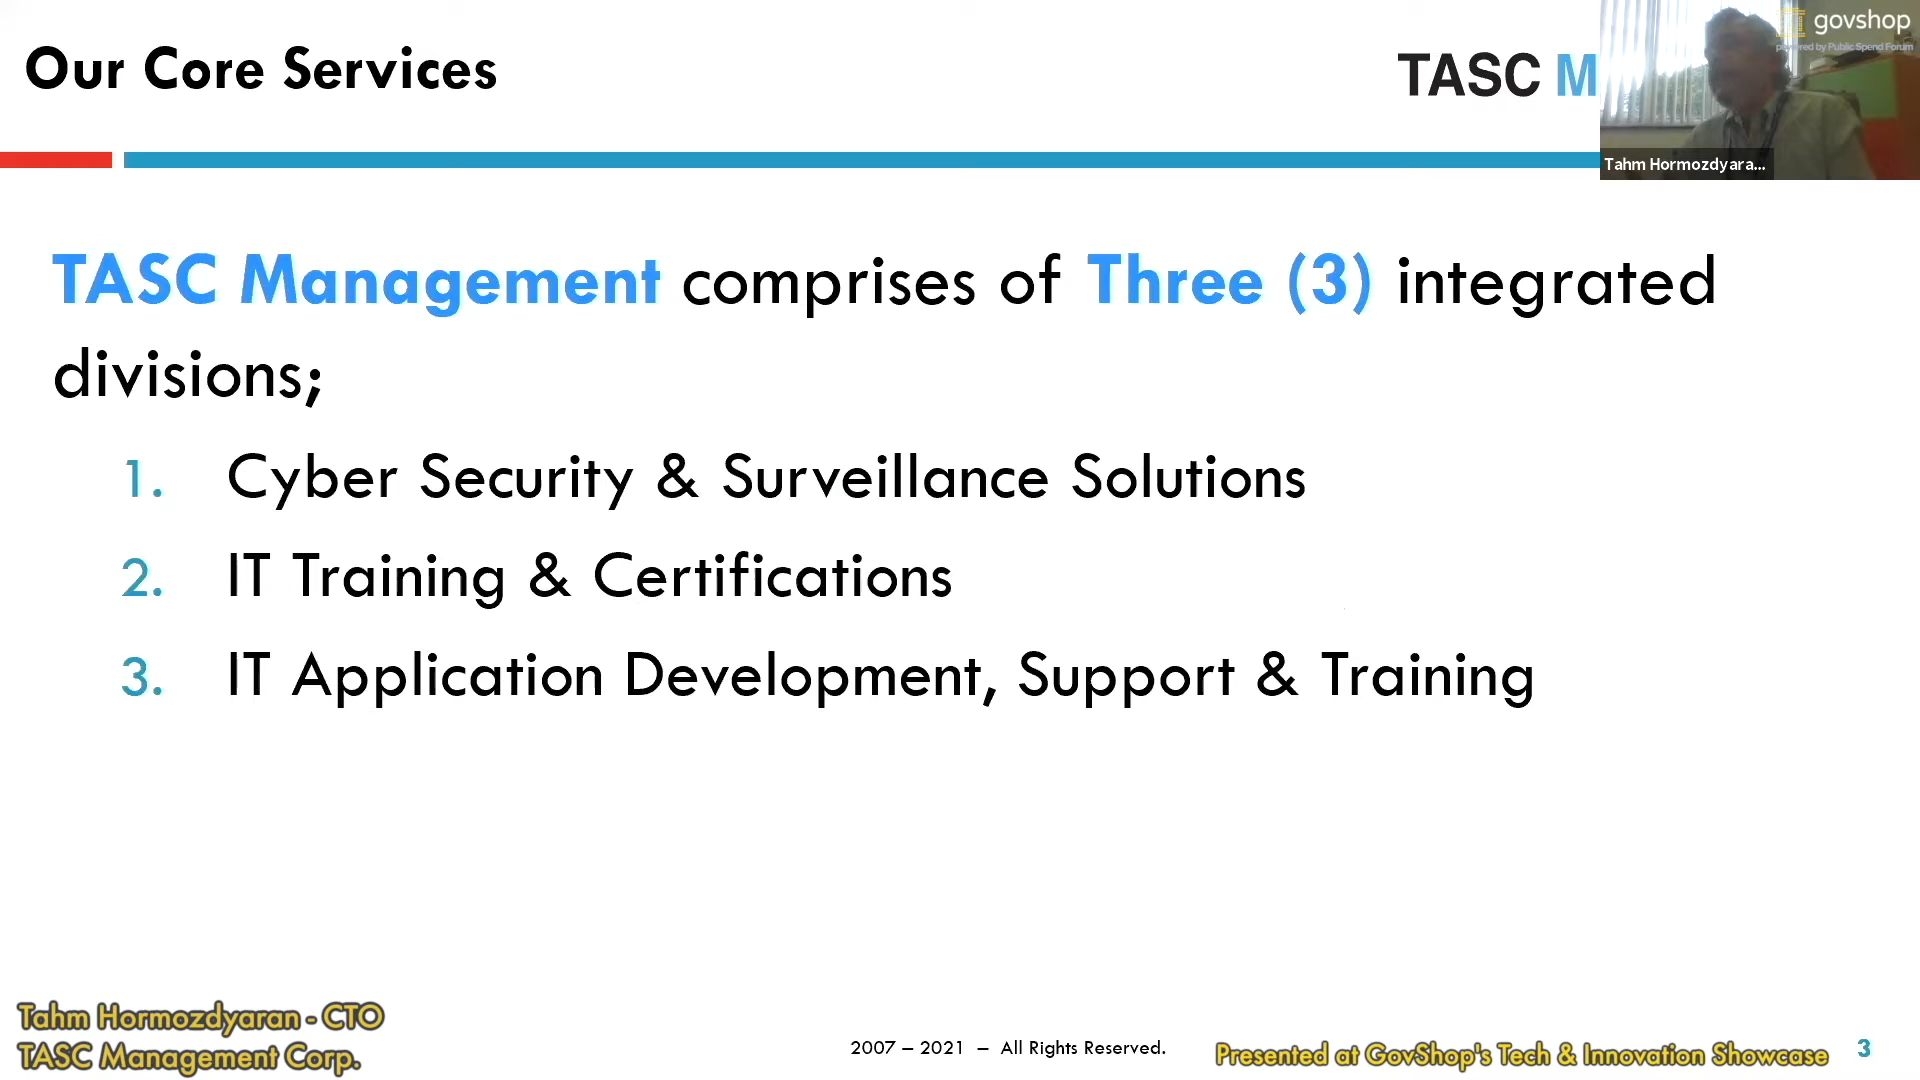 Our Core Services
TASC M
govshop
powered by Public Spend Forum
Tahm Hormozdyara...
TASC Management comprises of Three (3) integrated
divisions;
1. Cyber Security & Surveillance Solutions
2. IT Training & Certifications
3. IT Application Development, Support & Training
Tahm Hormozdyaran - CTO
TASC Management Corp.
2007 – 2021 – All Rights Reserved.
Presented at GovShop's Tech & Innovation Showcase
3